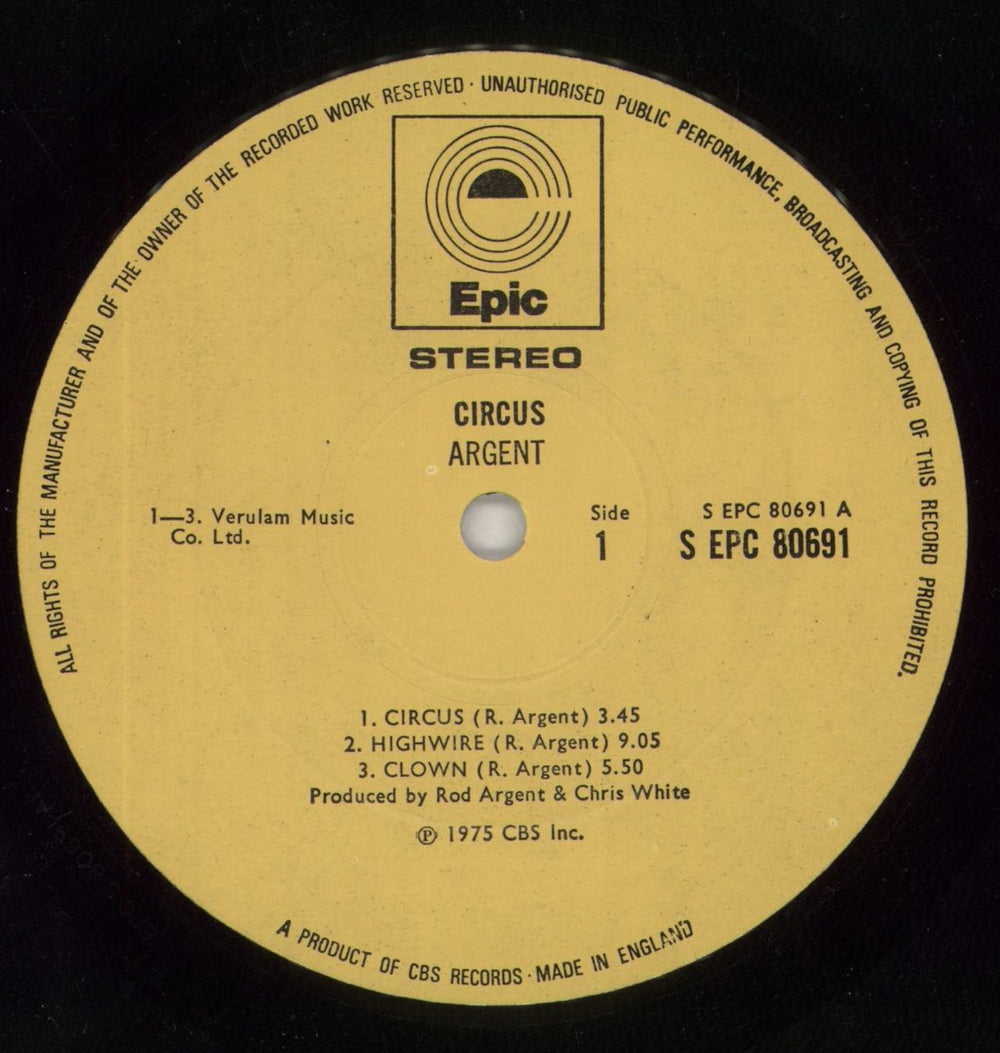 ALL RIGHTS OF THE MANUFACTURER AND OF THE OWNER OF THE RECORDED WORK RESERVED · UNAUTHORISED PUBLIC PERFORMANCE, BROADCASTING AND COPYING OF THIS RECORD PROHIBITED.
Epic
STEREO
CIRCUS
ARGENT
1—3. Verulam Music
Co. Ltd.
Side
1
S EPC 80691 A
S EPC 80691
1. CIRCUS (R. Argent) 3.45
2. HIGHWIRE (R. Argent) 9.05
3. CLOWN (R. Argent) 5.50
Produced by Rod Argent & Chris White
℗ 1975 CBS Inc.
A PRODUCT OF CBS RECORDS · MADE IN ENGLAND